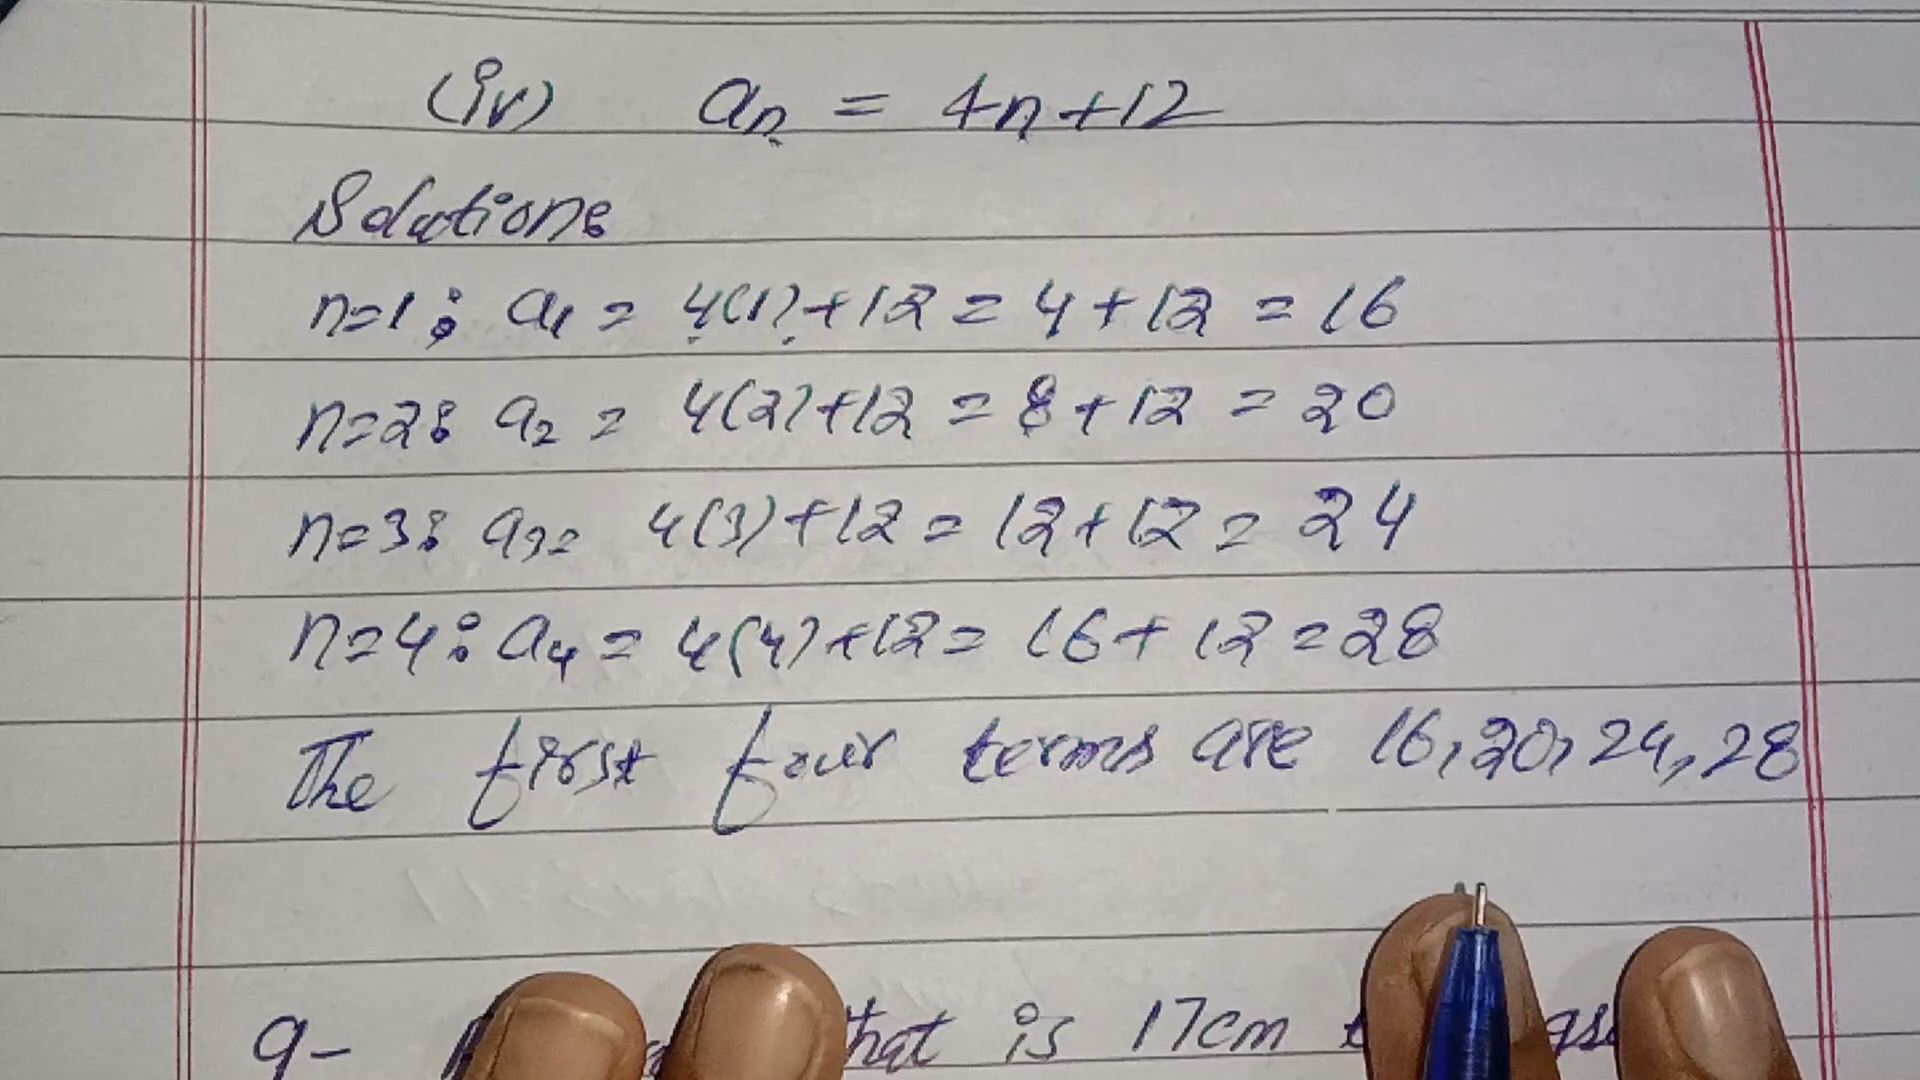 (iv) an = 4n+12
Solution:
n=1: a1 = 4(1)+12 = 4+12 = 16
n=2: a2 = 4(2)+12 = 8+12 = 20
n=3: a3= 4(3)+12 = 12+12 = 24
n=4: a4 = 4(4)+12= 16+12 =28
The first four terms are 16,20,24,28
9- that is 17cm